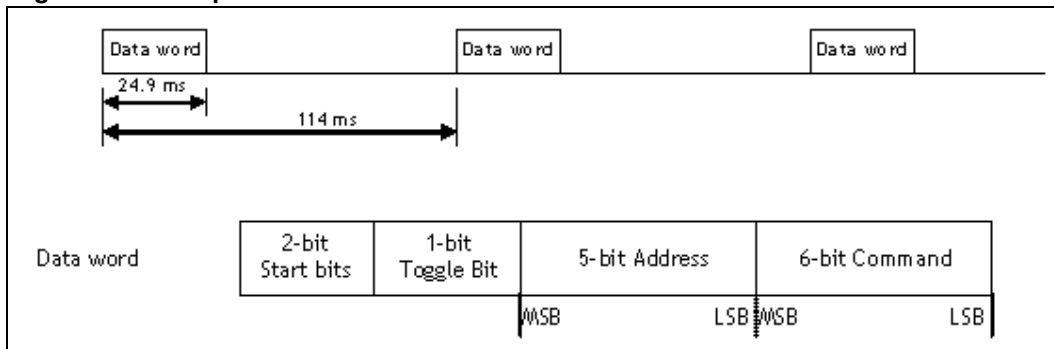 Data word Data word Data word
24.9 ms
114 ms
Data word
2-bit Start bits
1-bit Toggle Bit
5-bit Address
6-bit Command
MSB LSB MSB LSB